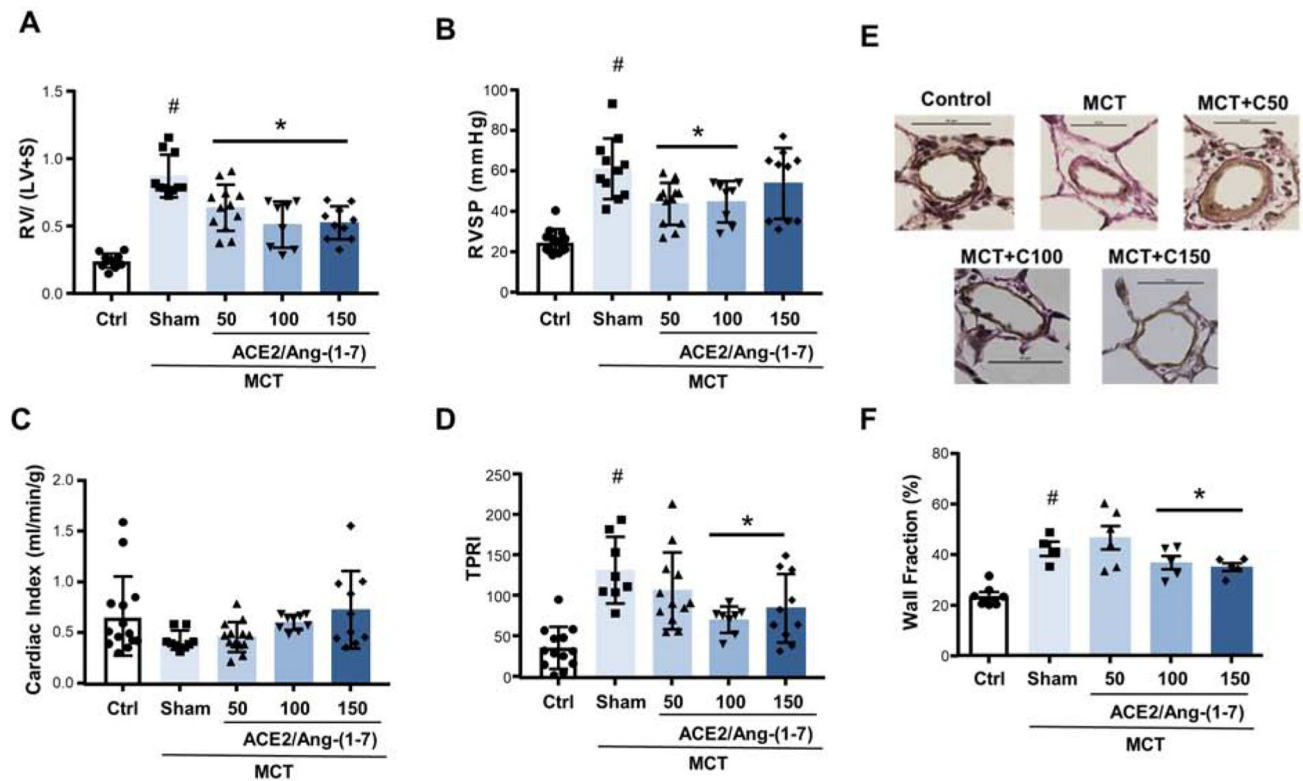 A
RV/ (LV+S)
1.5
1.0
0.5
0.0
#
*
Ctrl Sham 50 100 150
ACE2/Ang-(1-7)
MCT
B
RVSP (mmHg)
100
80
60
40
20
0
#
*
Ctrl Sham 50 100 150
ACE2/Ang-(1-7)
MCT
E
Control MCT MCT+C50
MCT+C100 MCT+C150
C
Cardiac Index (ml/min/g)
2.0
1.5
1.0
0.5
0.0
Ctrl Sham 50 100 150
ACE2/Ang-(1-7)
MCT
D
TPRI
250
200
150
100
50
0
#
*
Ctrl Sham 50 100 150
ACE2/Ang-(1-7)
MCT
F
Wall Fraction (%)
80
60
40
20
0
#
*
Ctrl Sham 50 100 150
ACE2/Ang-(1-7)
MCT